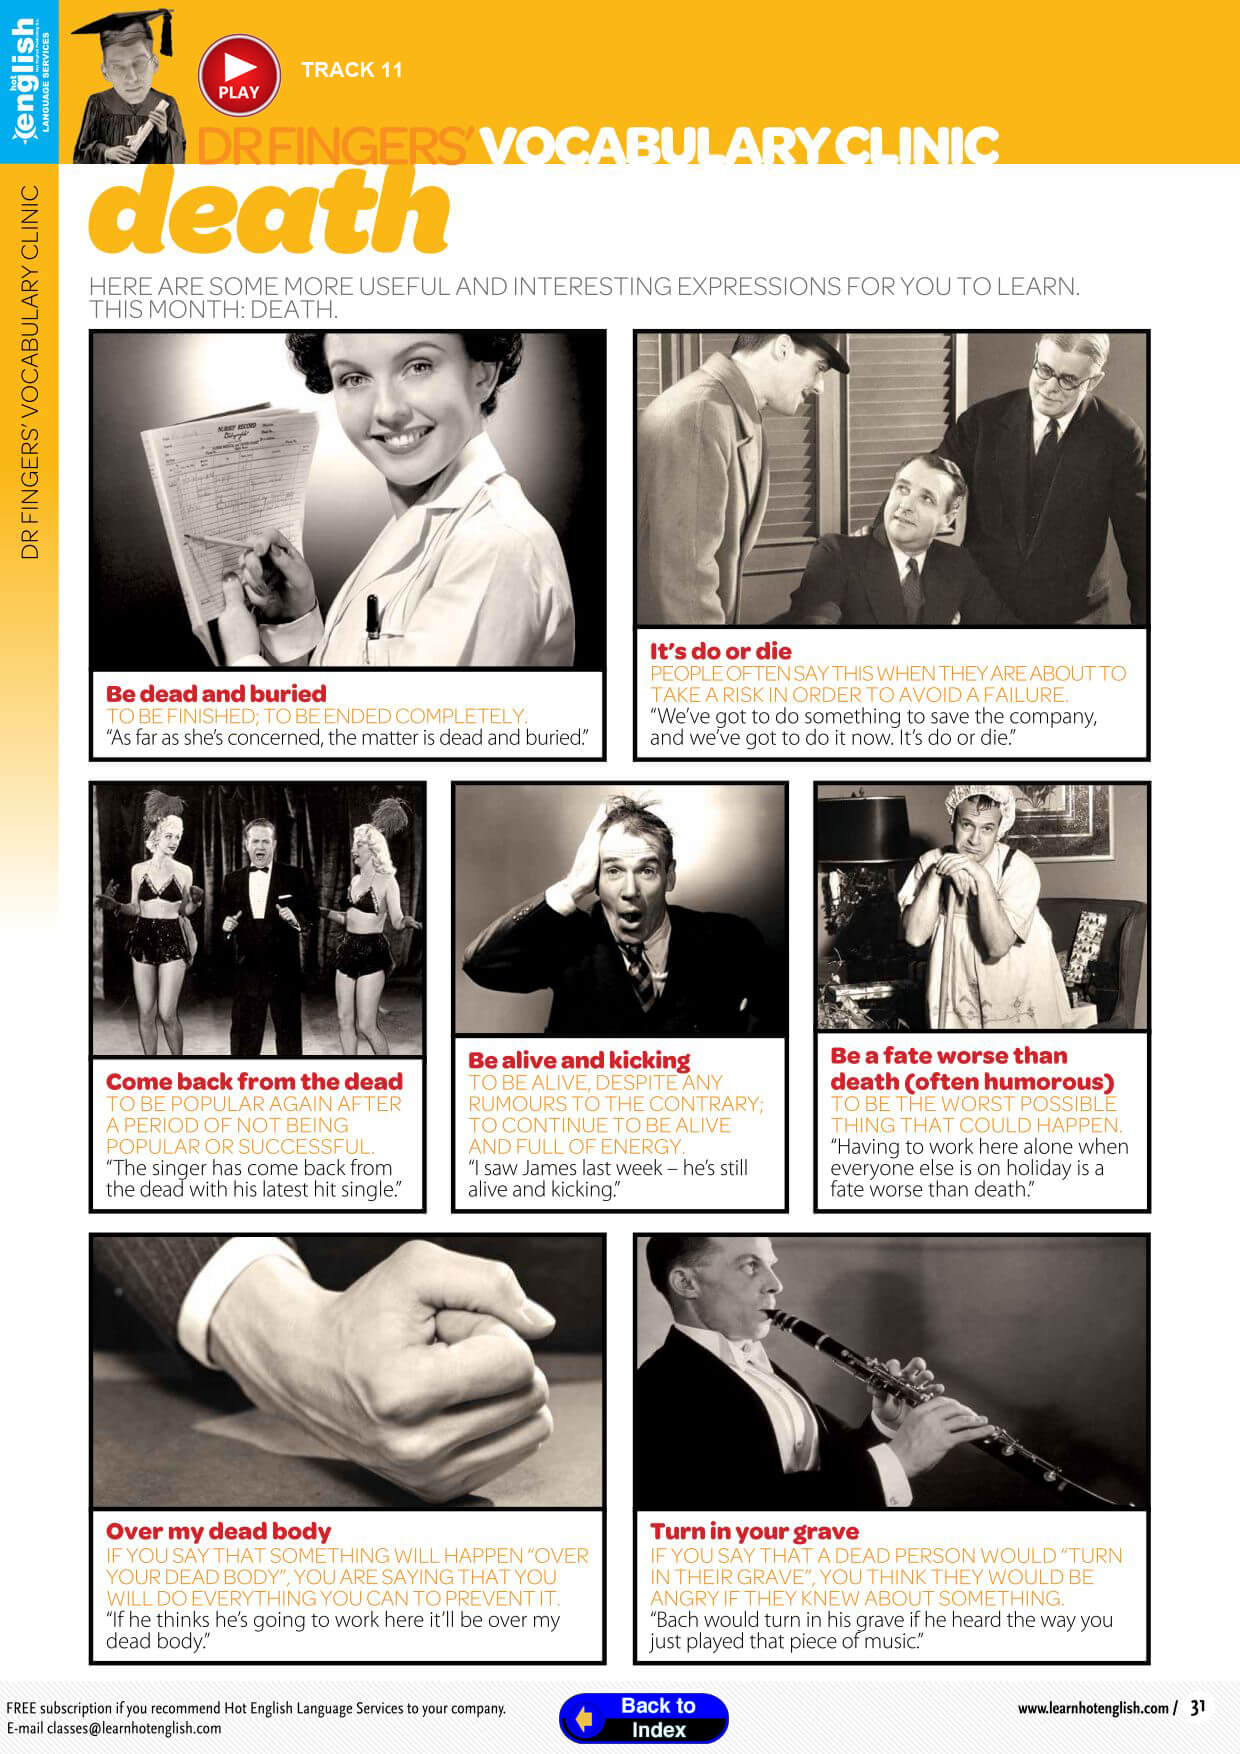 hot
english
LANGUAGE SERVICES
DR FINGERS' VOCABULARY CLINIC
PLAY
TRACK 11
DR FINGERS' VOCABULARY CLINIC
death
HERE ARE SOME MORE USEFUL AND INTERESTING EXPRESSIONS FOR YOU TO LEARN.
THIS MONTH: DEATH.
NURSES' RECORD
Be dead and buried
TO BE FINISHED; TO BE ENDED COMPLETELY.
“As far as she’s concerned, the matter is dead and buried.”
It’s do or die
PEOPLE OFTEN SAY THIS WHEN THEY ARE ABOUT TO
TAKE A RISK IN ORDER TO AVOID A FAILURE.
“We’ve got to do something to save the company,
and we’ve got to do it now. It’s do or die.”
Come back from the dead
TO BE POPULAR AGAIN AFTER
A PERIOD OF NOT BEING
POPULAR OR SUCCESSFUL.
“The singer has come back from
the dead with his latest hit single.”
Be alive and kicking
TO BE ALIVE, DESPITE ANY
RUMOURS TO THE CONTRARY;
TO CONTINUE TO BE ALIVE
AND FULL OF ENERGY.
“I saw James last week – he’s still
alive and kicking.”
Be a fate worse than
death (often humorous)
TO BE THE WORST POSSIBLE
THING THAT COULD HAPPEN.
“Having to work here alone when
everyone else is on holiday is a
fate worse than death.”
Over my dead body
IF YOU SAY THAT SOMETHING WILL HAPPEN “OVER
YOUR DEAD BODY”, YOU ARE SAYING THAT YOU
WILL DO EVERYTHING YOU CAN TO PREVENT IT.
“If he thinks he’s going to work here it’ll be over my
dead body.”
Turn in your grave
IF YOU SAY THAT A DEAD PERSON WOULD “TURN
IN THEIR GRAVE”, YOU THINK THEY WOULD BE
ANGRY IF THEY KNEW ABOUT SOMETHING.
“Bach would turn in his grave if he heard the way you
just played that piece of music.”
FREE subscription if you recommend Hot English Language Services to your company.
E-mail classes@learnhotenglish.com
Back to
Index
www.learnhotenglish.com / 31